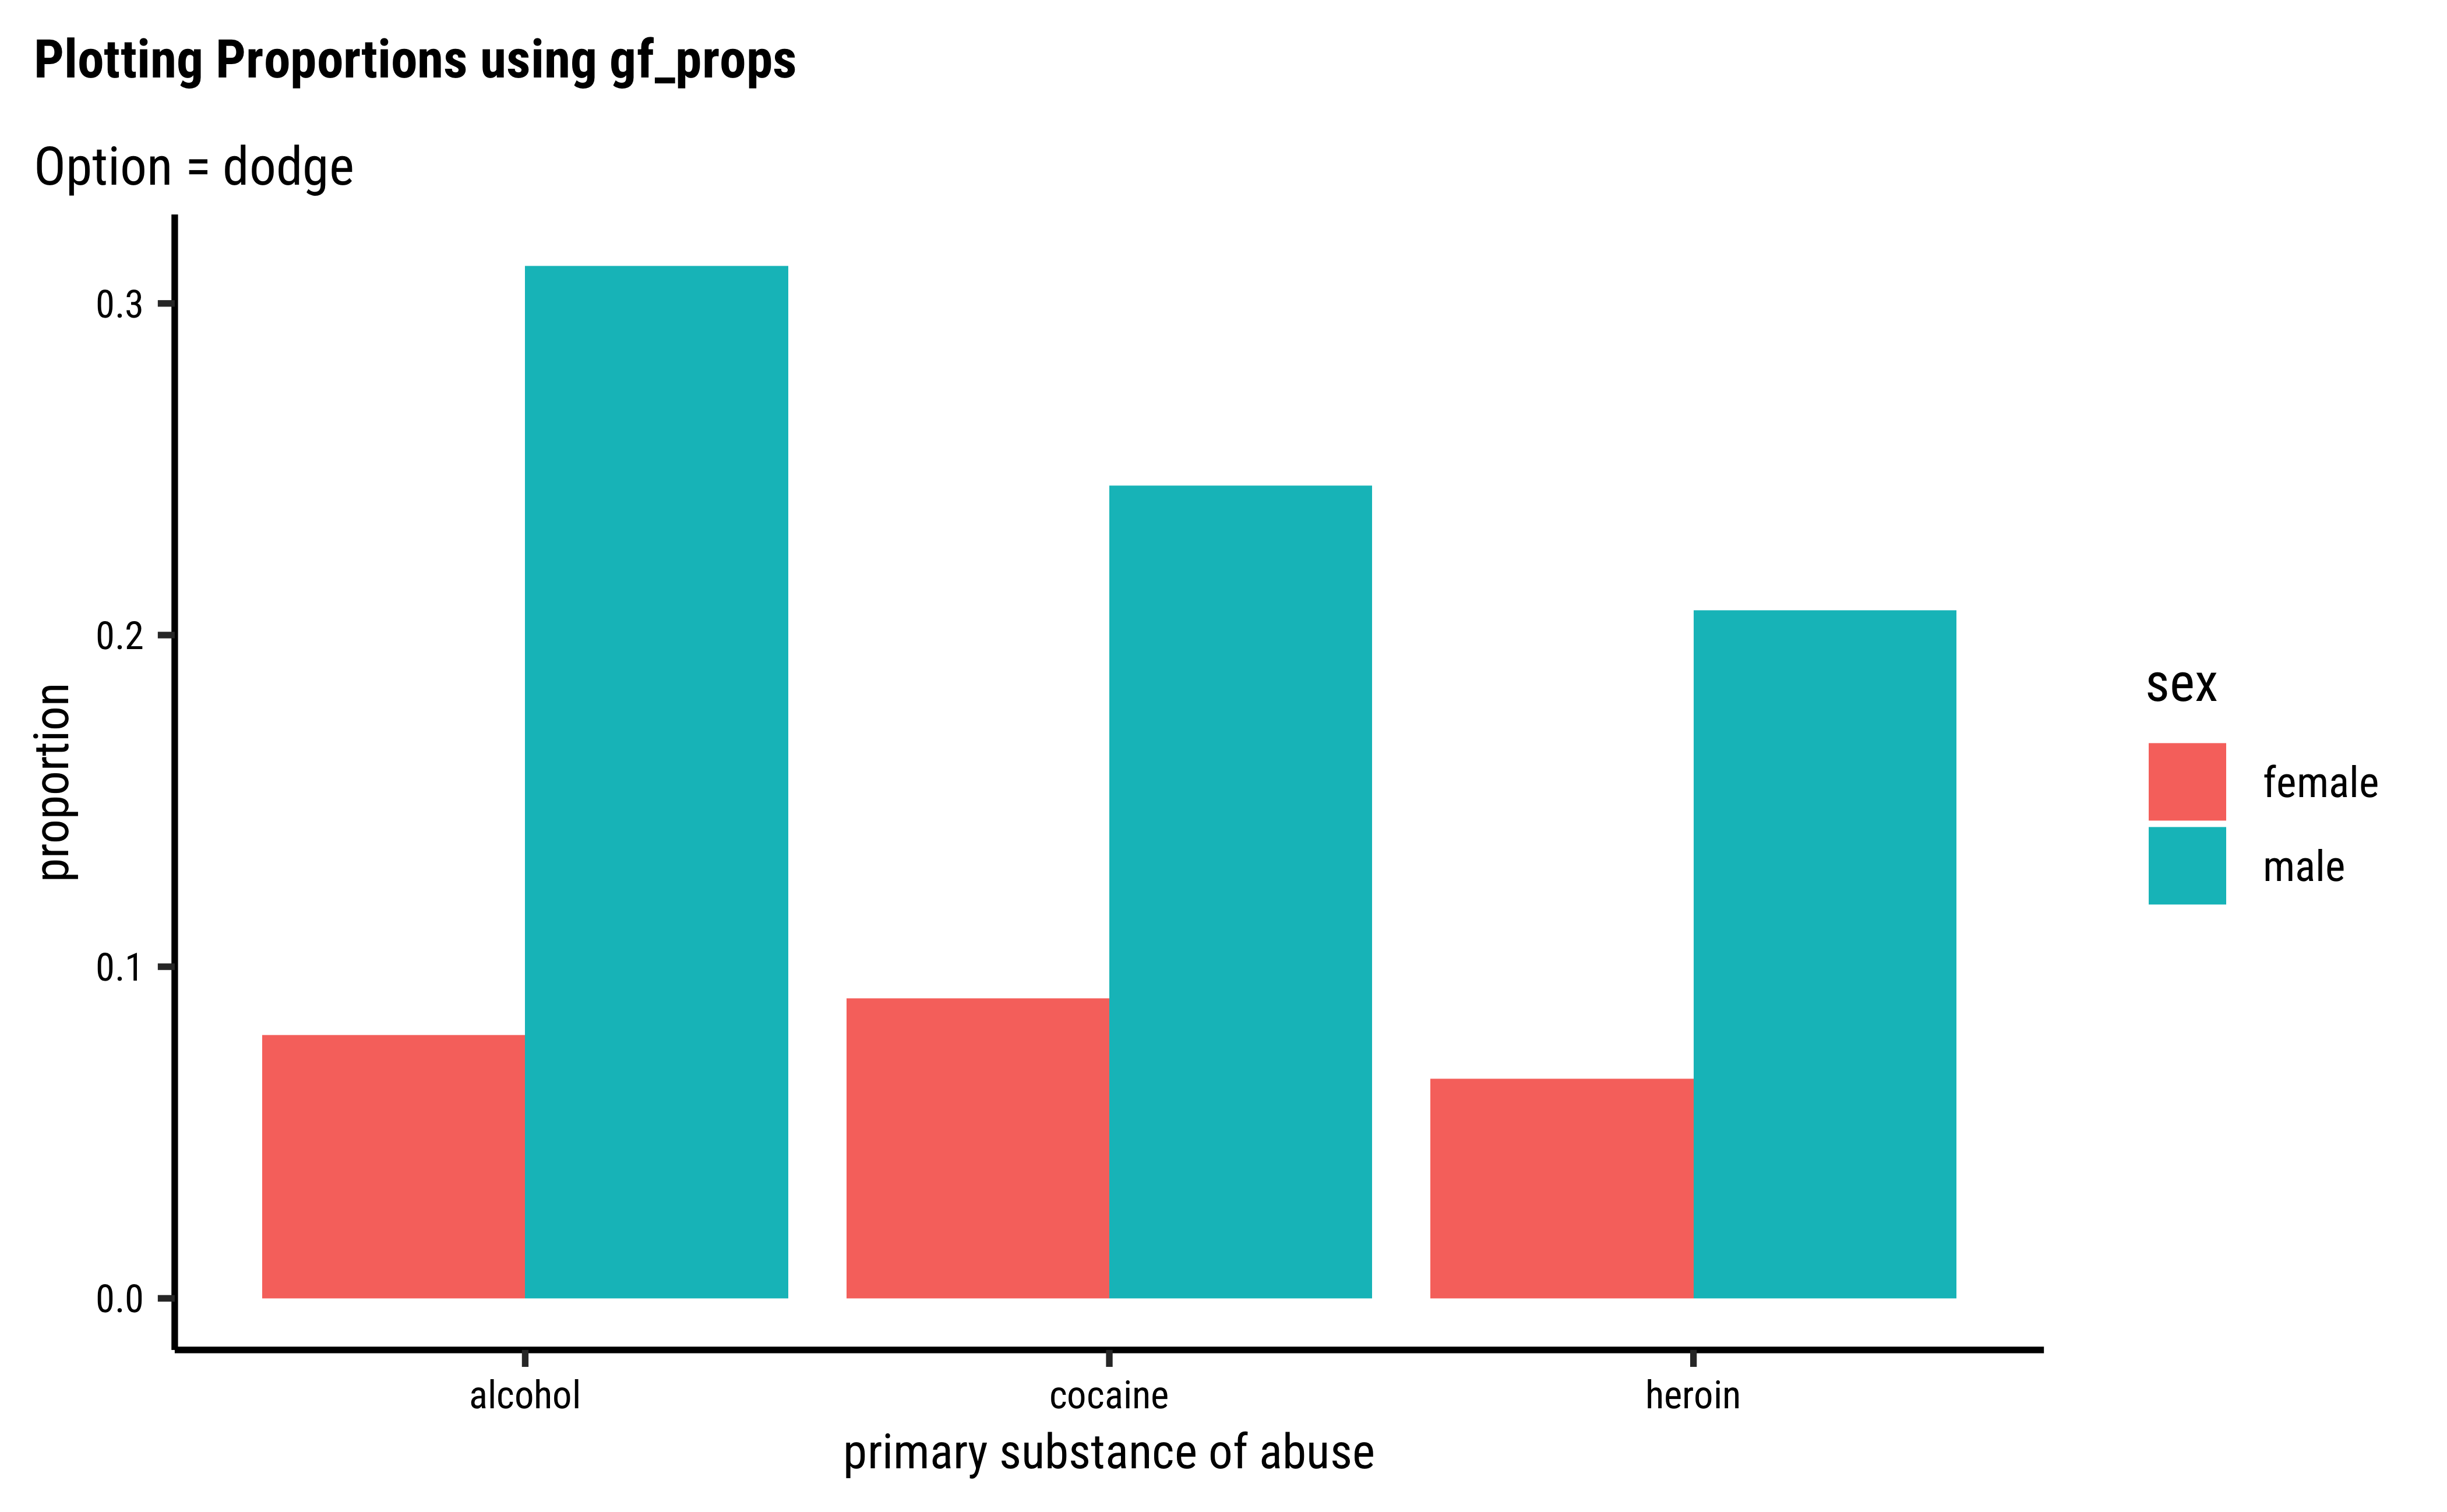 Plotting Proportions using gf_props
Option = dodge
0.3
0.2
0.1
0.0
proportion
alcohol
cocaine
heroin
primary substance of abuse
sex
female
male